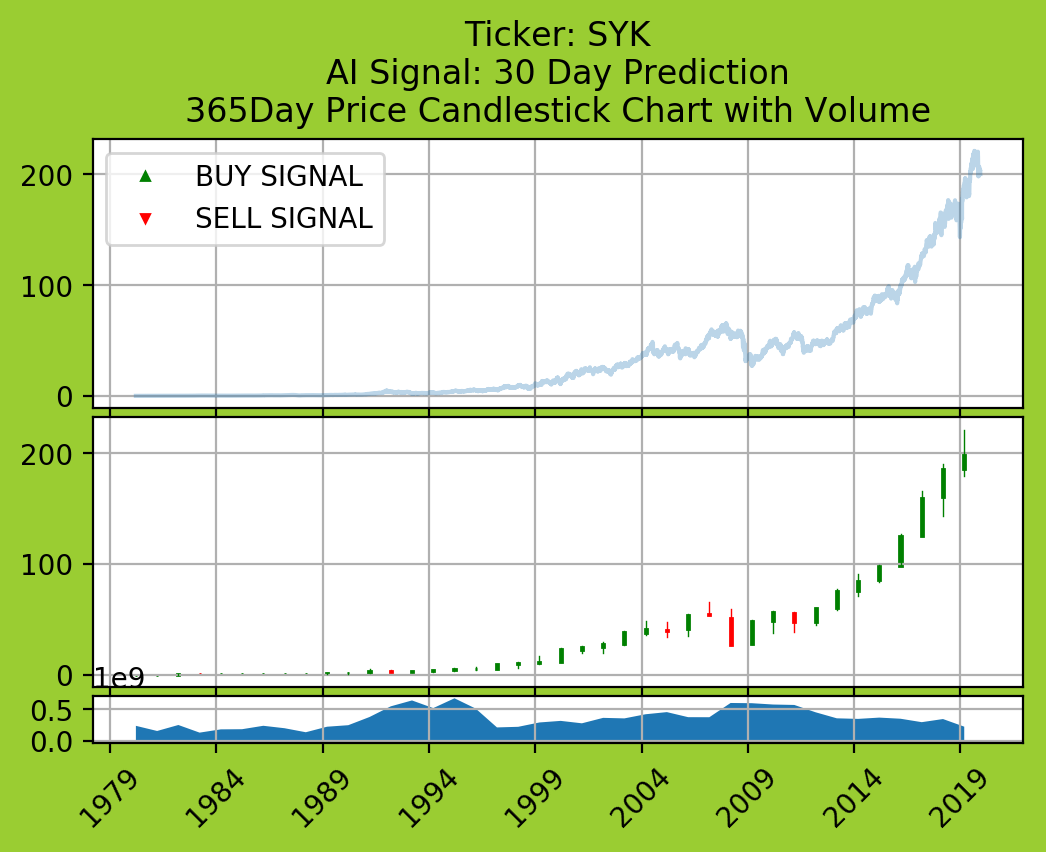 Ticker: SYK
AI Signal: 30 Day Prediction
365Day Price Candlestick Chart with Volume
BUY SIGNAL
SELL SIGNAL
200
100
0
200
100
0
1e9
0.5
0.0
1979
1984
1989
1994
1999
2004
2009
2014
2019